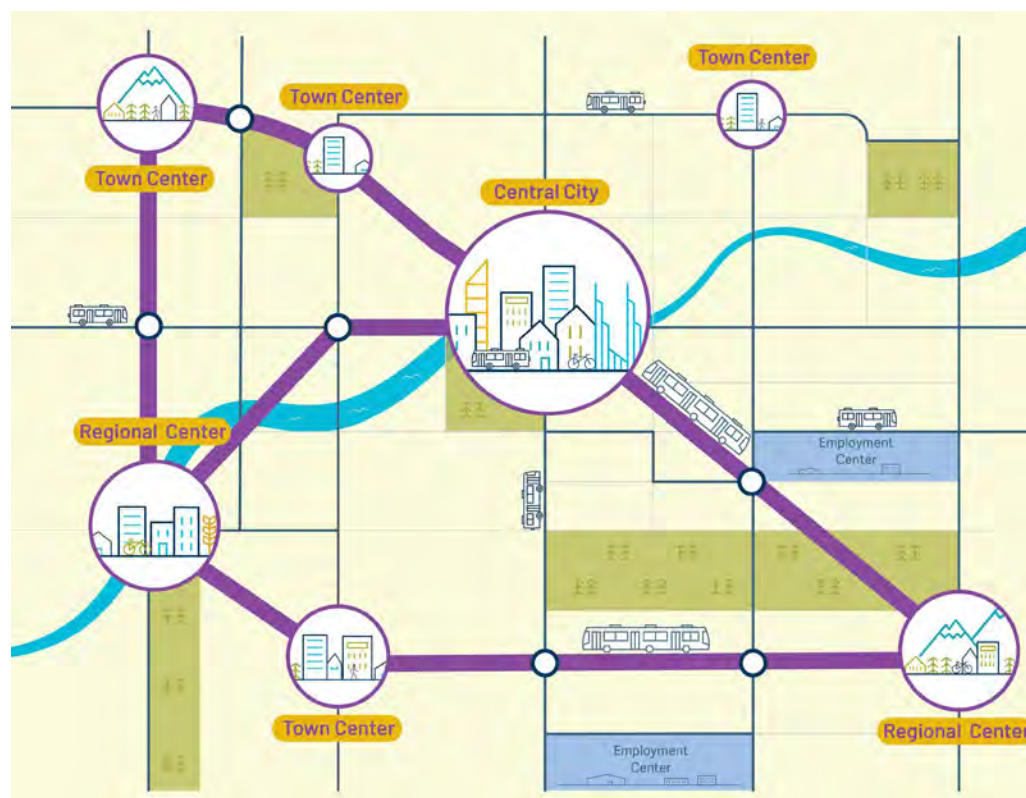 Town Center
Town Center
Town Center
Central City
Regional Center
Employment
Center
Town Center
Regional Center
Employment
Center